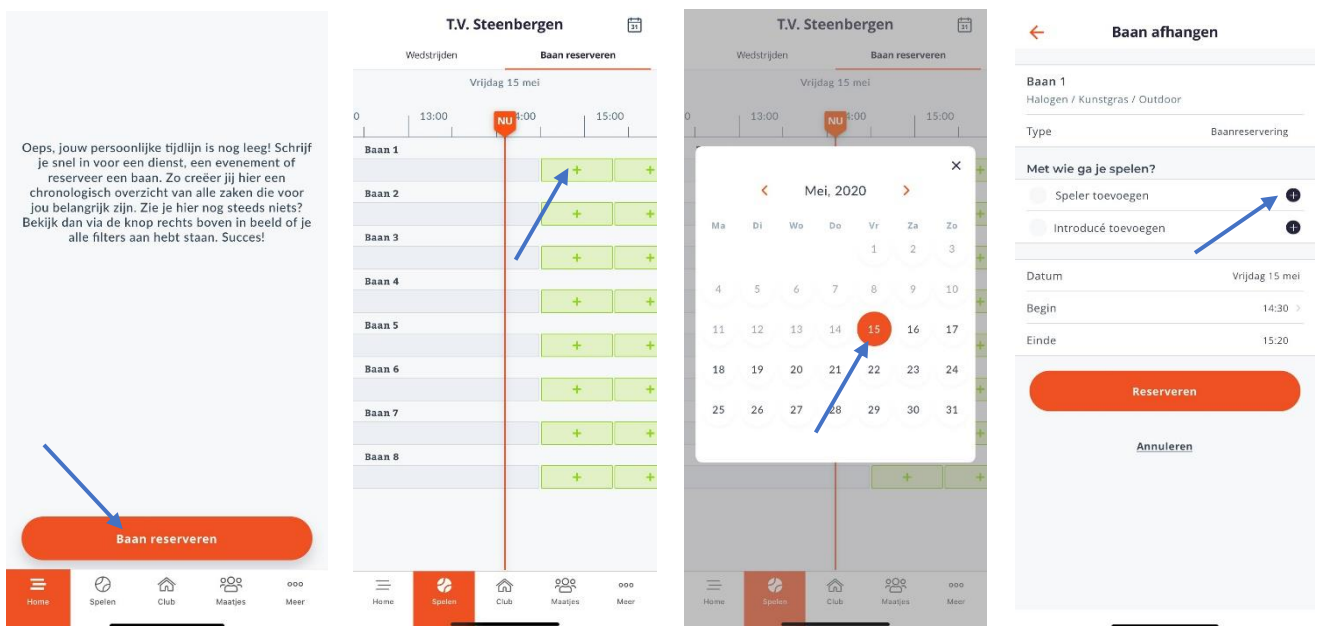 Oeps, jouw persoonlijke tijdlijn is nog leeg! Schrijf
je snel in voor een dienst, een evenement of
reserveer een baan. Zo creëer jij hier een
chronologisch overzicht van alle zaken die voor
jou belangrijk zijn. Zie je hier nog steeds niets?
Bekijk dan via de knop rechts boven in beeld of je
alle filters aan hebt staan. Succes!
Baan reserveren
Home Spelen Club Maatjes Meer
T.V. Steenbergen 31
Wedstrijden Baan reserveren
Vrijdag 15 mei
0 13:00 NU 4:00 15:00
Baan 1
+
Baan 2
+ +
Baan 3
+ +
Baan 4
+ +
Baan 5
+ +
Baan 6
+ +
Baan 7
+ +
Baan 8
+ +
Home Spelen Club Maatjes Meer
T.V. Steenbergen 31
Wedstrijden Baan reserveren
Vrijdag 15 mei
0 13:00 NU 4:00 15:00
×
< Mei, 2020 >
Ma Di Wo Do Vr Za Zo
1 2 3
4 5 6 7 8 9 10
11 12 13 14 15 16 17
18 19 20 21 22 23 24
25 26 27 28 29 30 31
+ +
Home Spelen Club Maatjes Meer
Baan afhangen
Baan 1
Halogen / Kunstgras / Outdoor
Type Baanreservering
Met wie ga je spelen?
Speler toevoegen +
Introducé toevoegen +
Datum Vrijdag 15 mei
Begin 14:30 >
Einde 15:20
Reserveren
Annuleren